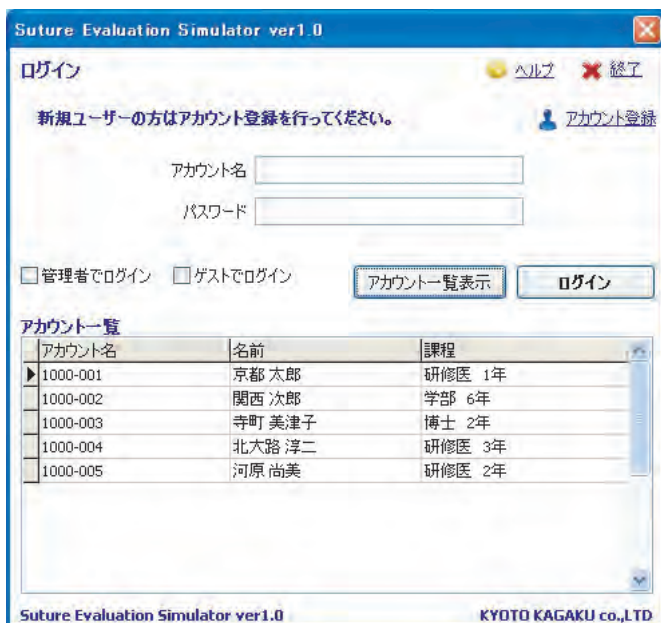 Suture Evaluation Simulator ver1.0
ログイン ヘルプ 終了
新規ユーザーの方はアカウント登録を行ってください。 アカウント登録
アカウント名
パスワード
管理者でログイン ゲストでログイン アカウント一覧表示 ログイン
アカウント一覧
アカウント名 名前 課程
1000-001 京都 太郎 研修医 1年
1000-002 関西 次郎 学部 6年
1000-003 寺町 美津子 博士 2年
1000-004 北大路 淳二 研修医 3年
1000-005 河原 尚美 研修医 2年
Suture Evaluation Simulator ver1.0 KYOTO KAGAKU co.,LTD